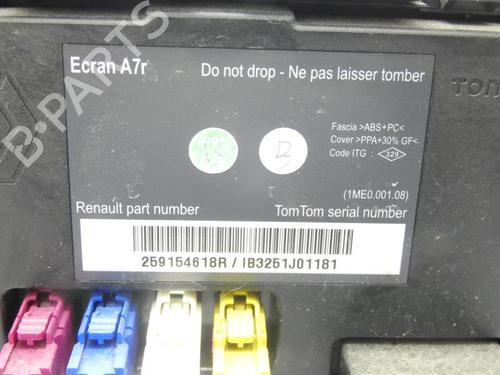 B-PARTS
Ecran A7r
Do not drop - Ne pas laisser tomber
TOM
Fascia >ABS+PC<
Cover >PPA+30% GF<
Code ITG : 329
(1ME0.001.08)
Renault part number
TomTom serial number
259154618R / IB3251J01181